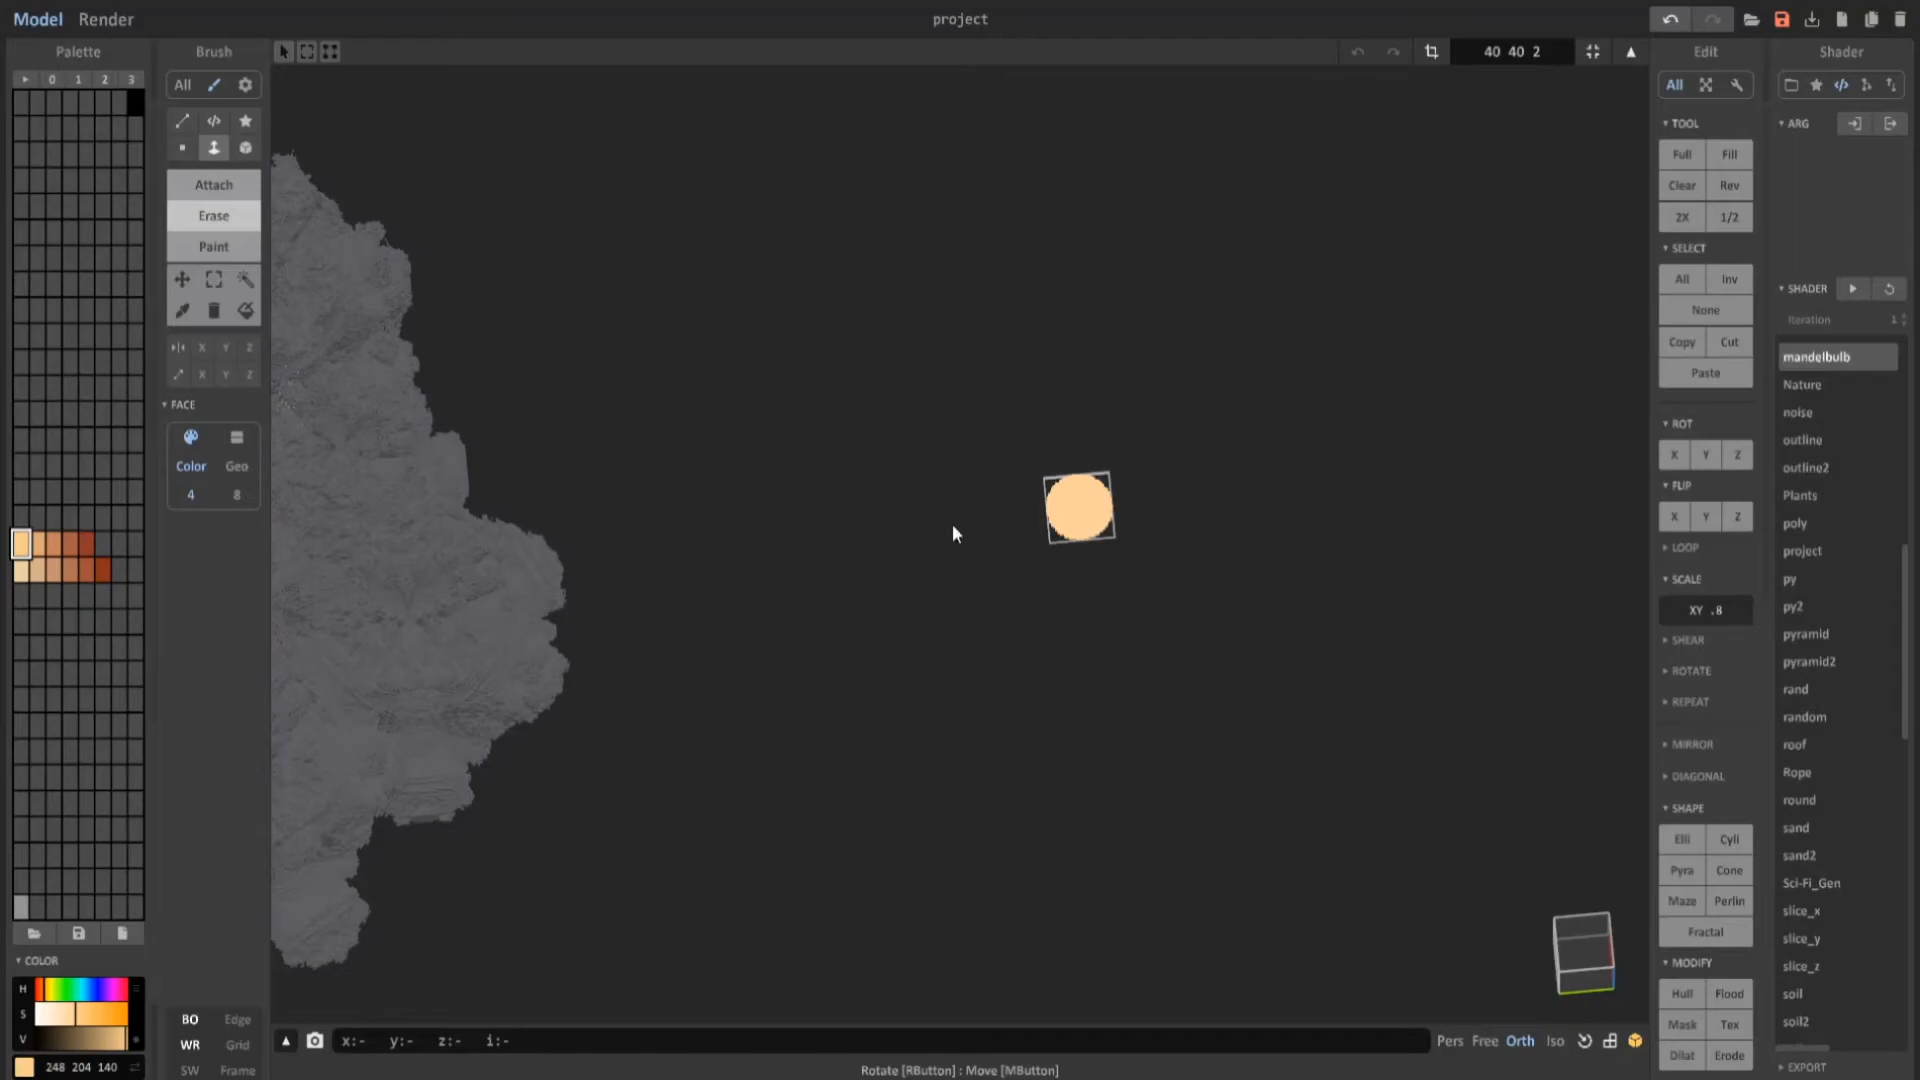 Model Render project
Palette Brush 40 40 2 Edit Shader
0 1 2 3 All All
TOOL ARG
Full Fill
Attach Clear Rev
Erase 2X 1/2
Paint SELECT
All Inv SHADER
None Iteration 1
X Y Z Copy Cut mandelbulb
X Y Z Paste Nature
FACE noise
ROT outline
Color Geo X Y Z outline2
4 8 FLIP Plants
X Y Z poly
LOOP project
SCALE py
XY .8 py2
SHEAR pyramid
ROTATE pyramid2
REPEAT rand
random
MIRROR roof
DIAGONAL Rope
SHAPE round
Elli Cyli sand
Pyra Cone sand2
Maze Perlin Sci-Fi_Gen
Fractal slice_x
slice_y
COLOR MODIFY slice_z
H Hull Flood soil
S BO Edge Mask Tex soil2
V WR Grid x:- y:- z:- i:- Pers Free Orth Iso Dilat Erode
248 204 140 SW Frame Rotate [RButton] : Move [MButton] EXPORT